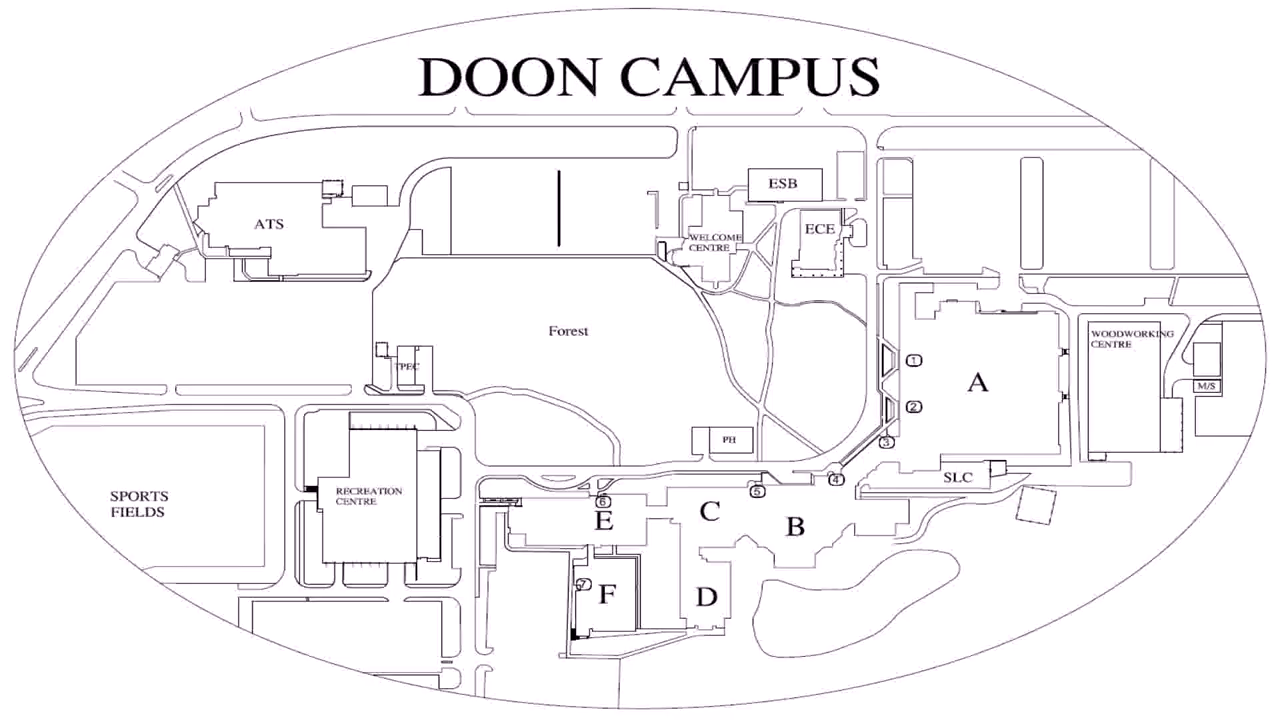 DOON CAMPUS
ESB
ATS
ECE
WELCOME
CENTRE
Forest
WOODWORKING
CENTRE
1
TPEC
A
M/S
2
PH
3
SLC
4
RECREATION
CENTRE
5
SPORTS
FIELDS
6
C
E
B
7
F
D